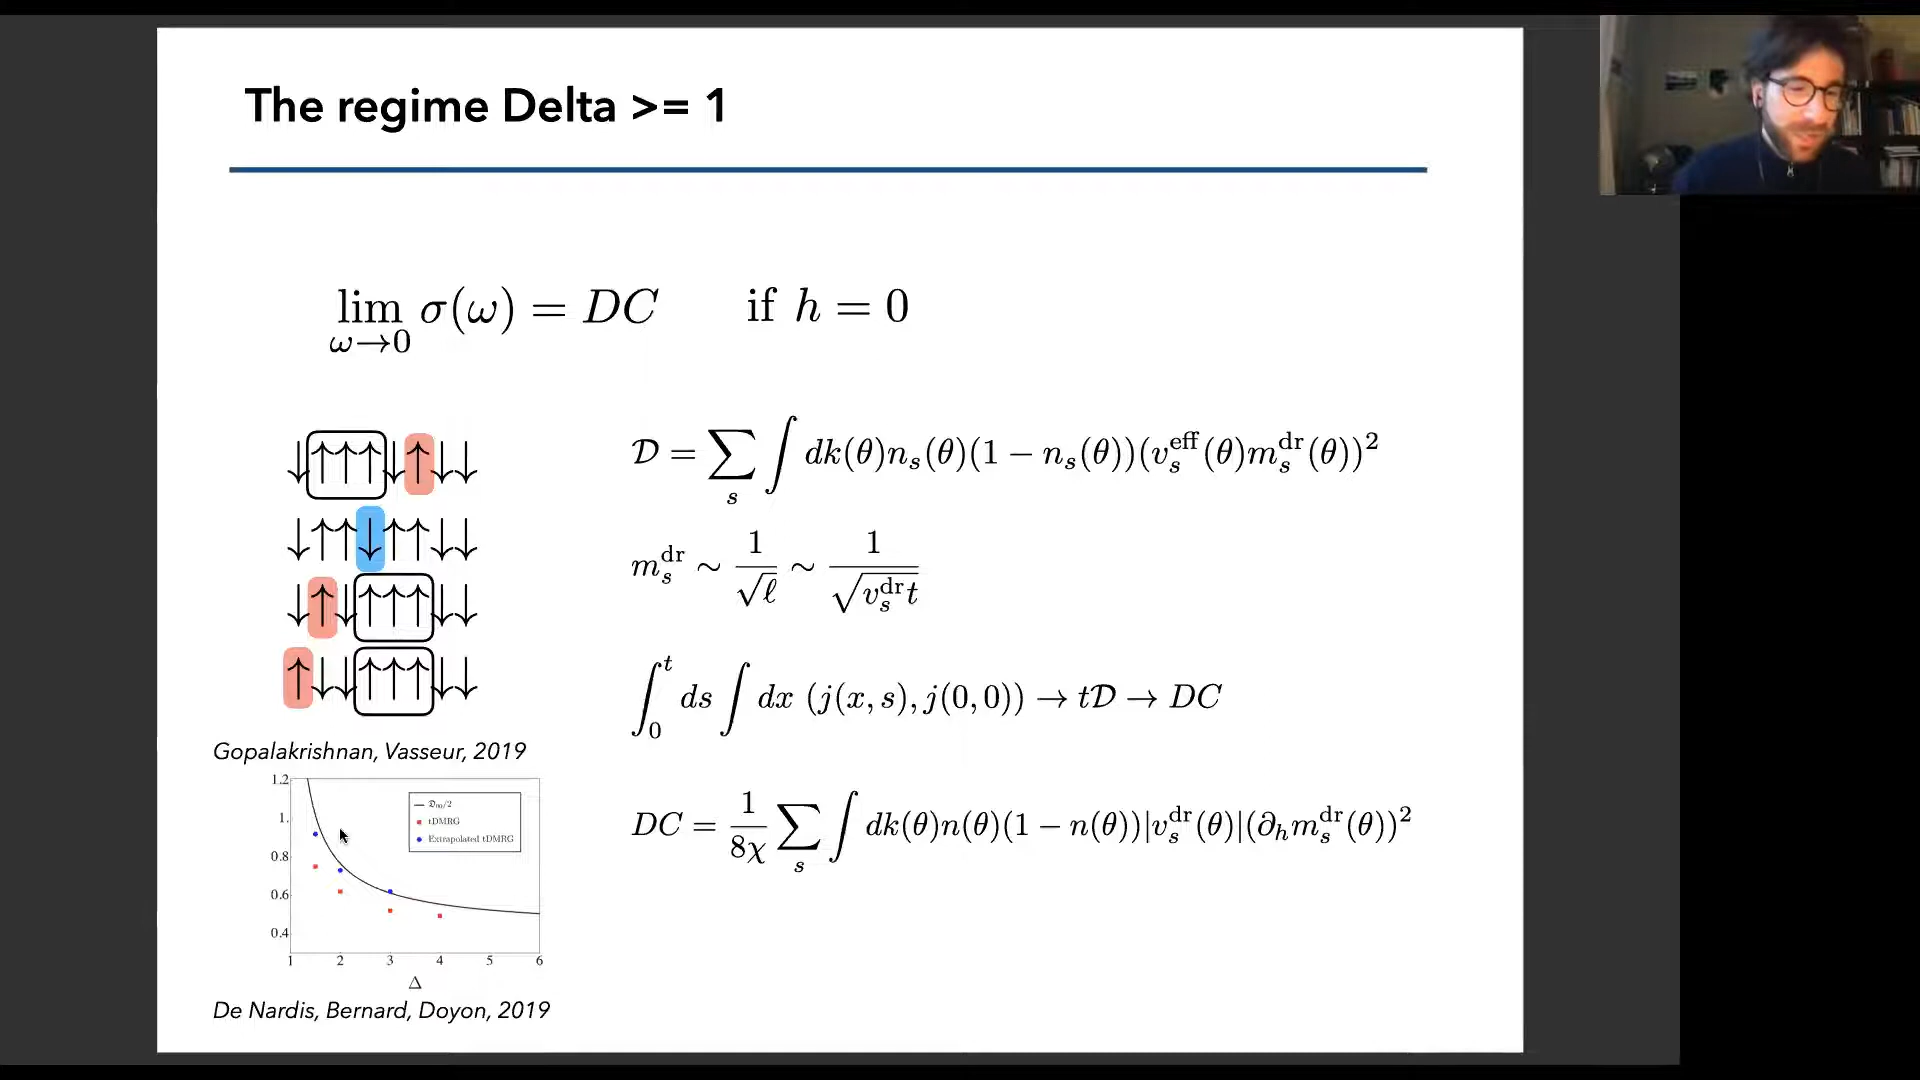 The regime Delta >= 1
lim_{ω→0} σ(ω) = DC if h = 0
↓↑↑↑↓↑↓↓
↓↑↑↓↑↑↓↓
↓↑↓↑↑↑↓↓
↑↓↓↑↑↑↓↓
Gopalakrishnan, Vasseur, 2019
𝒟 = ∑_s ∫ dk(θ)n_s(θ)(1 − n_s(θ))(v_s^eff(θ)m_s^dr(θ))²
m_s^dr ∼ 1/√ℓ ∼ 1/√(v_s^dr t)
∫_0^t ds ∫ dx (j(x, s), j(0, 0)) → t𝒟 → DC
DC = 1/(8χ) ∑_s ∫ dk(θ)n(θ)(1 − n(θ))|v_s^dr(θ)|(∂_h m_s^dr(θ))²
1.2
1.
0.8
0.6
0.4
tDMRG
Extrapolated tDMRG
1 2 3 4 5 6
Δ
De Nardis, Bernard, Doyon, 2019